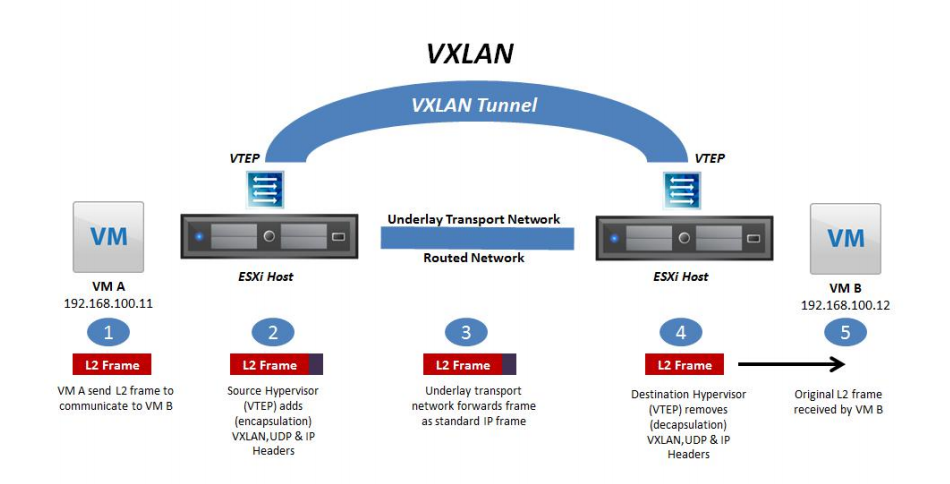 VXLAN
VXLAN Tunnel
VTEP
VTEP
VM
Underlay Transport Network
Routed Network
VM
ESXi Host
ESXi Host
VM A
192.168.100.11
VM B
192.168.100.12
1
2
3
4
5
L2 Frame
L2 Frame
L2 Frame
L2 Frame
VM A send L2 frame to
communicate to VM B
Source Hypervisor
(VTEP) adds
(encapsulation)
VXLAN,UDP & IP
Headers
Underlay transport
network forwards frame
as standard IP frame
Destination Hypervisor
(VTEP) removes
(decapsulation)
VXLAN,UDP & IP
Headers
Original L2 frame
received by VM B